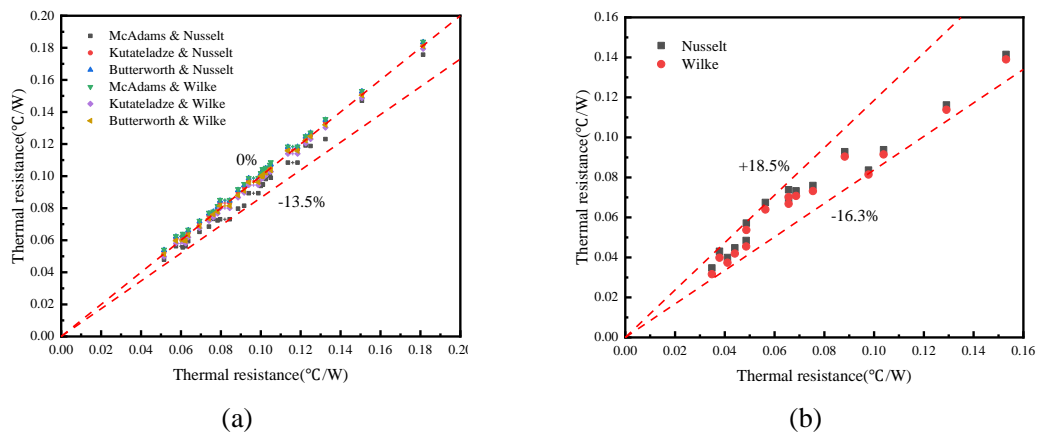 0.20
0.18
0.16
0.14
0.12
0.10
0.08
0.06
0.04
0.02
0.00
Thermal resistance(℃/W)
McAdams & Nusselt
Kutateladze & Nusselt
Butterworth & Nusselt
McAdams & Wilke
Kutateladze & Wilke
Butterworth & Wilke
0%
-13.5%
0.00 0.02 0.04 0.06 0.08 0.10 0.12 0.14 0.16 0.18 0.20
Thermal resistance(℃/W)
(a)
0.16
0.14
0.12
0.10
0.08
0.06
0.04
0.02
0.00
Thermal resistance(℃/W)
Nusselt
Wilke
+18.5%
-16.3%
0.00 0.02 0.04 0.06 0.08 0.10 0.12 0.14 0.16
Thermal resistance(℃/W)
(b)